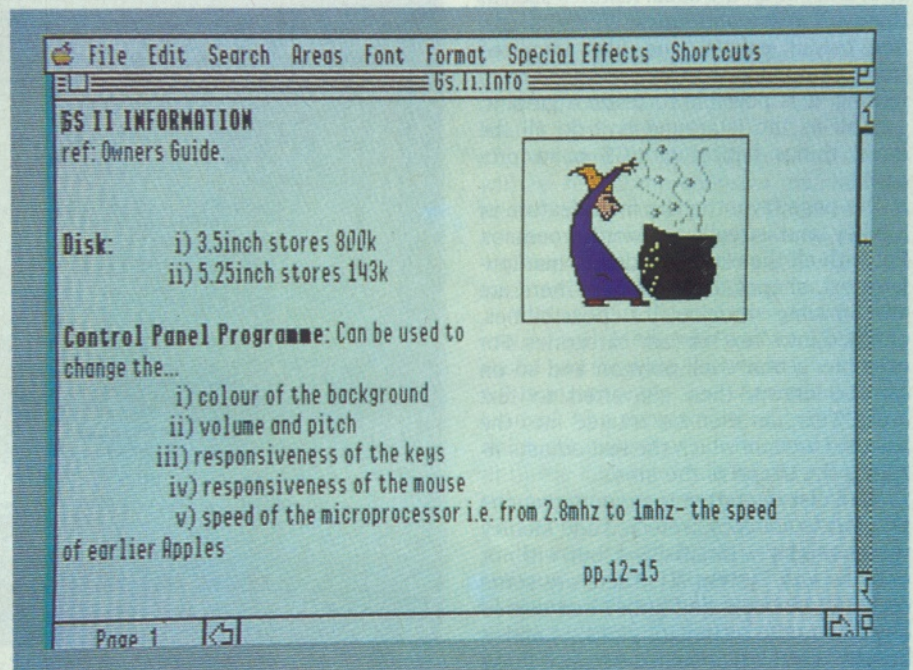 File Edit Search Areas Font Format Special Effects Shortcuts
Gs.Ii.Info
GS II INFORMATION
ref: Owners Guide.
Disk: i) 3.5inch stores 800k
ii) 5.25inch stores 143k
Control Panel Programme: Can be used to
change the...
i) colour of the background
ii) volume and pitch
iii) responsiveness of the keys
iv) responsiveness of the mouse
v) speed of the microprocessor i.e. from 2.8mhz to 1mhz- the speed
of earlier Apples
pp.12-15
Page 1